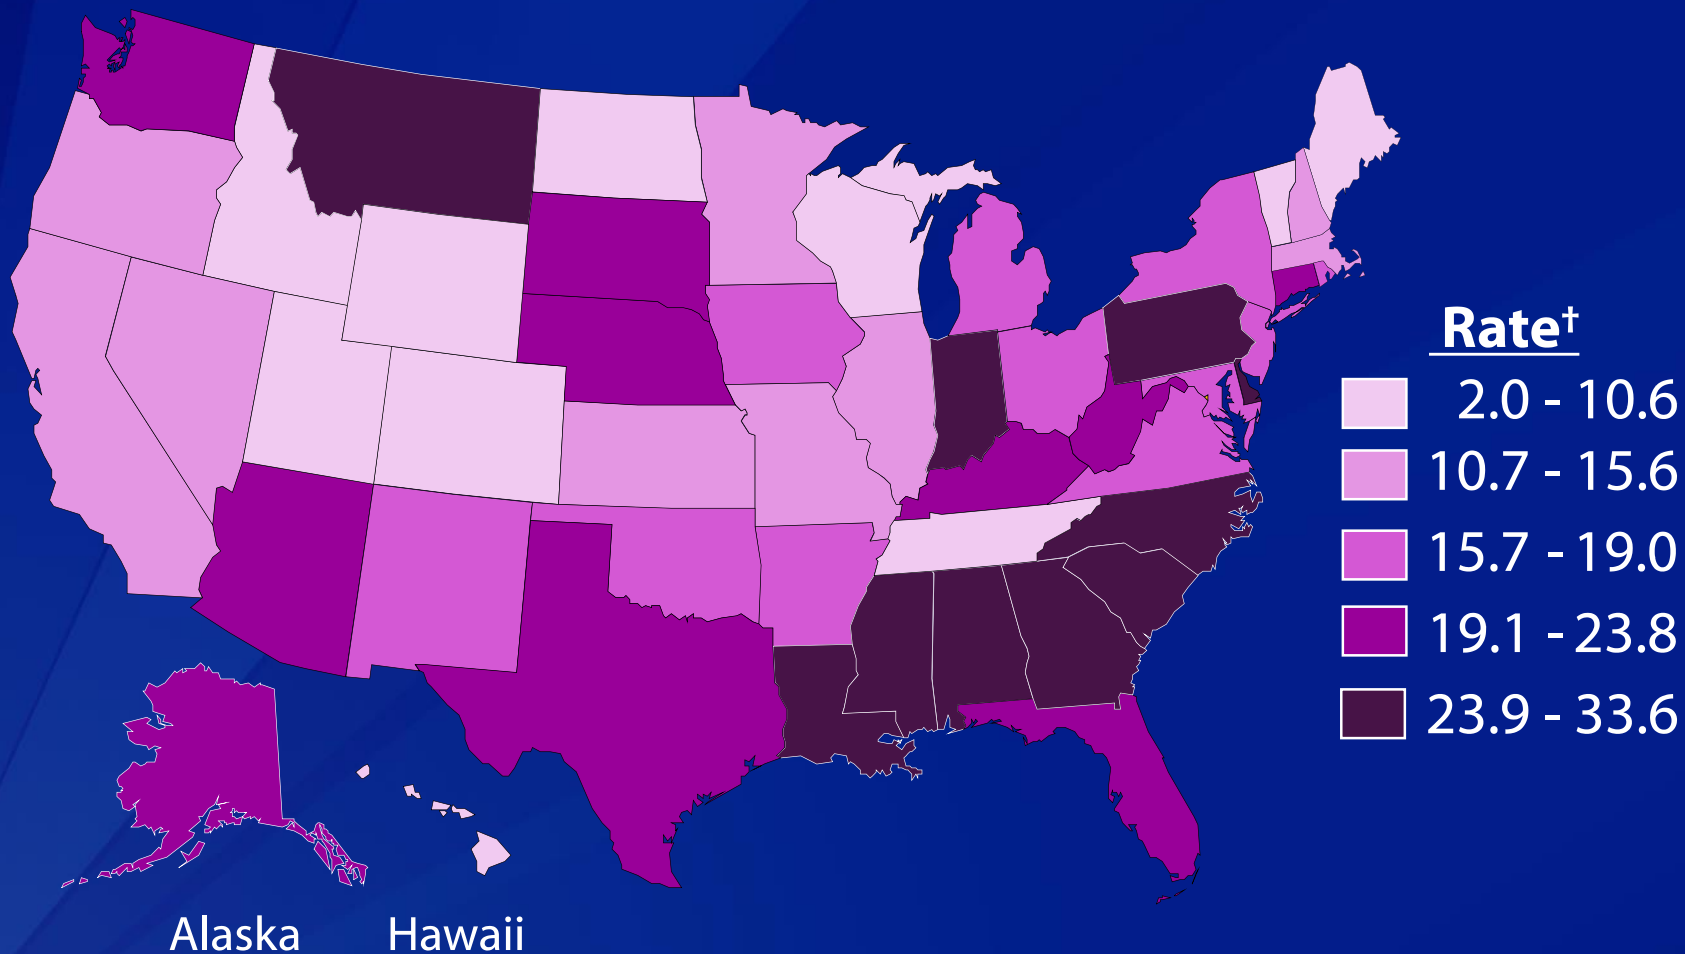 Rate†
2.0 - 10.6
10.7 - 15.6
15.7 - 19.0
19.1 - 23.8
23.9 - 33.6
Alaska Hawaii